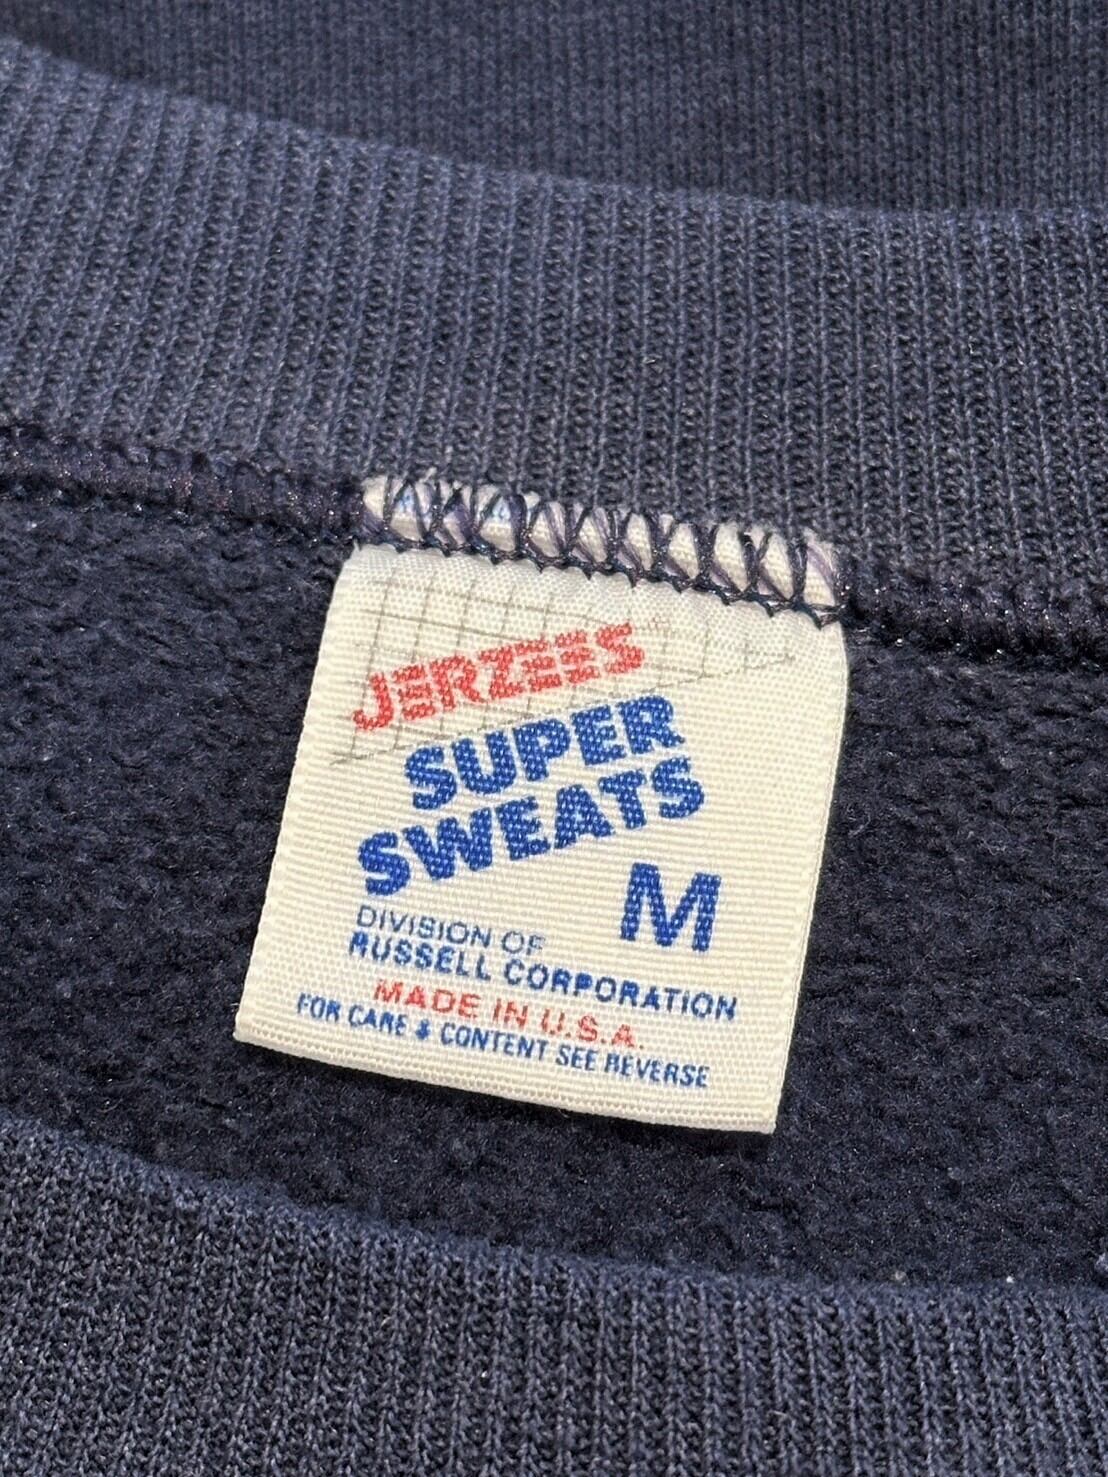 JERZEES
SUPER
SWEATS
M
DIVISION OF
RUSSELL CORPORATION
MADE IN U.S.A.
FOR CARE & CONTENT SEE REVERSE